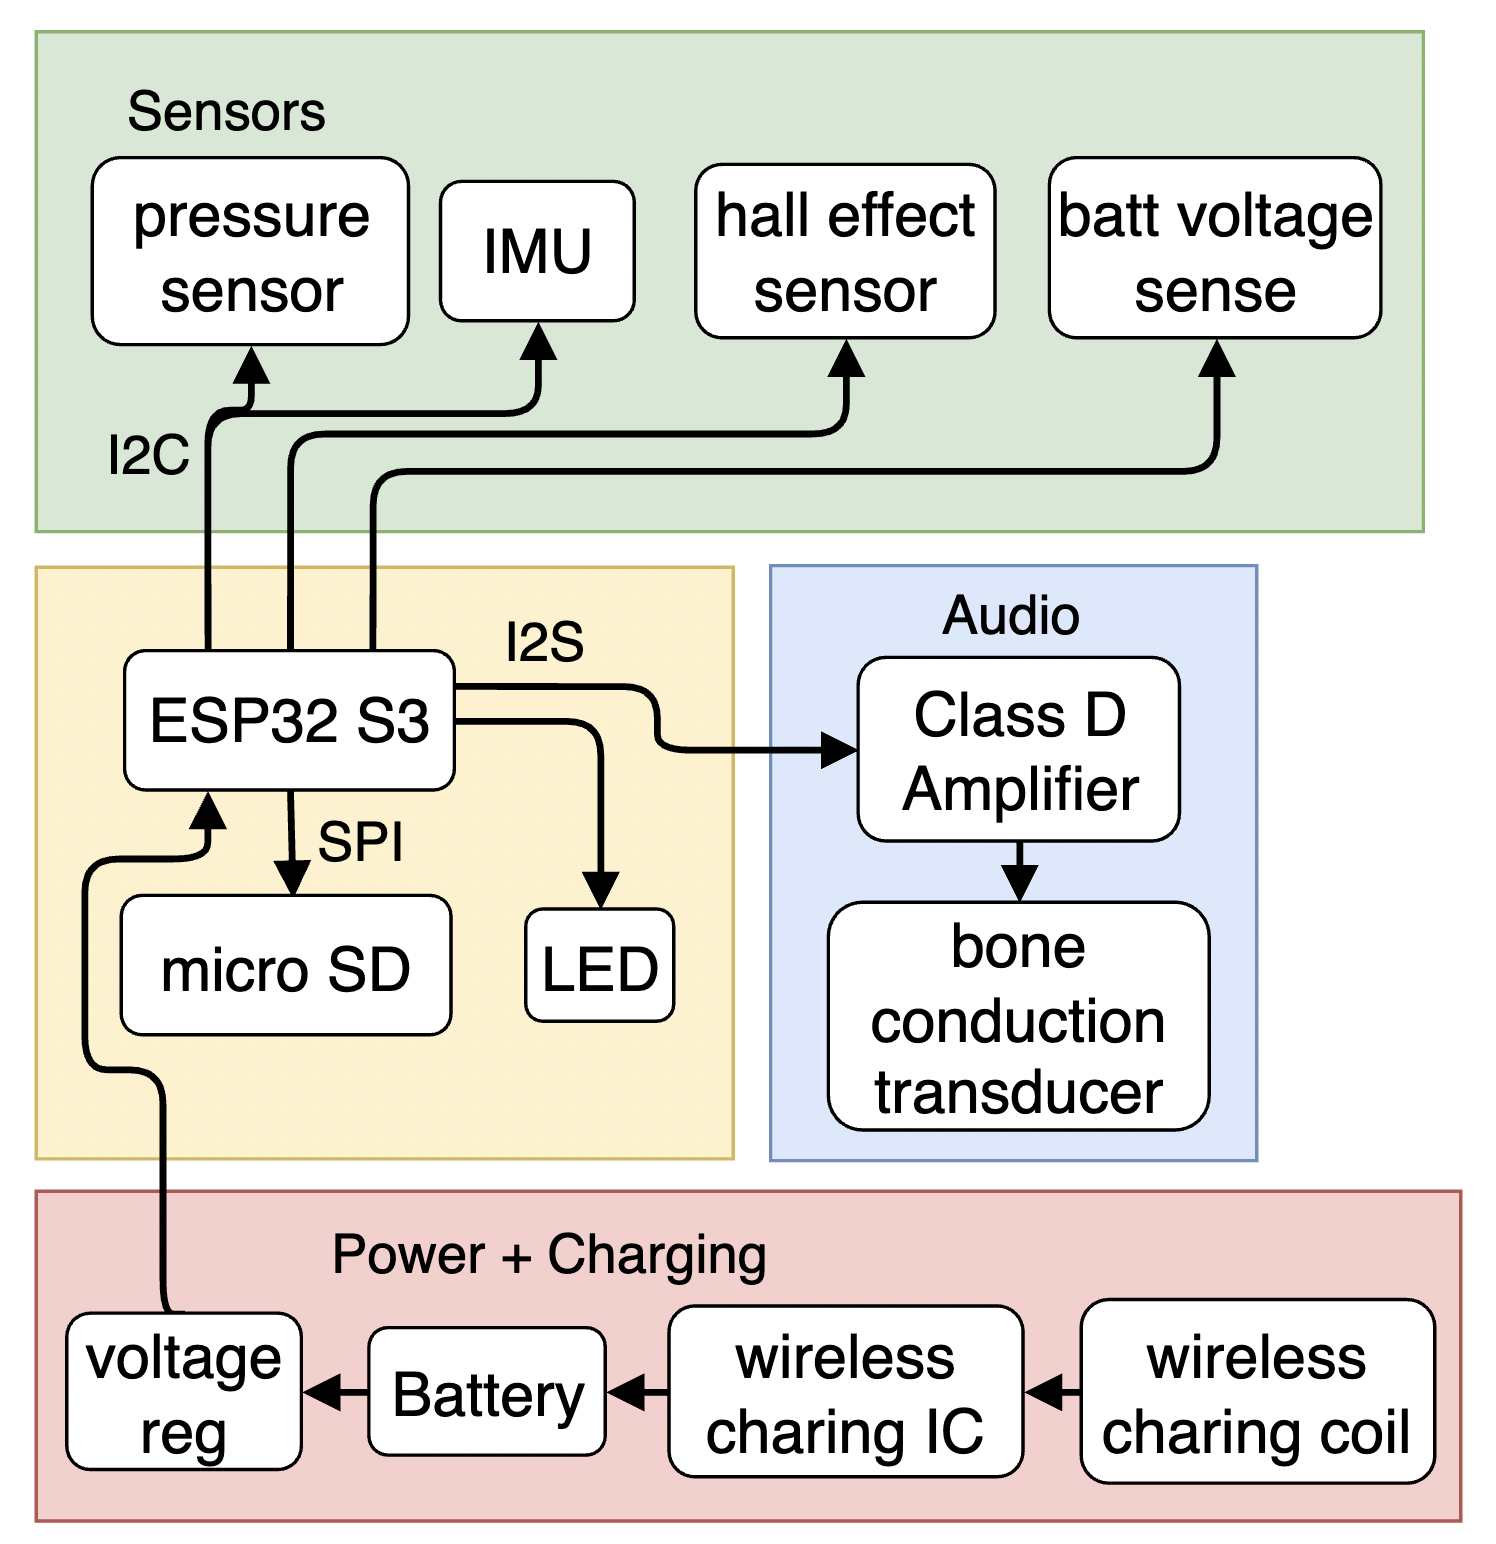 Sensors
pressure
sensor
IMU
hall effect
sensor
batt voltage
sense
I2C
I2S
ESP32 S3
SPI
micro SD
LED
Audio
Class D
Amplifier
bone
conduction
transducer
Power + Charging
voltage
reg
Battery
wireless
charing IC
wireless
charing coil